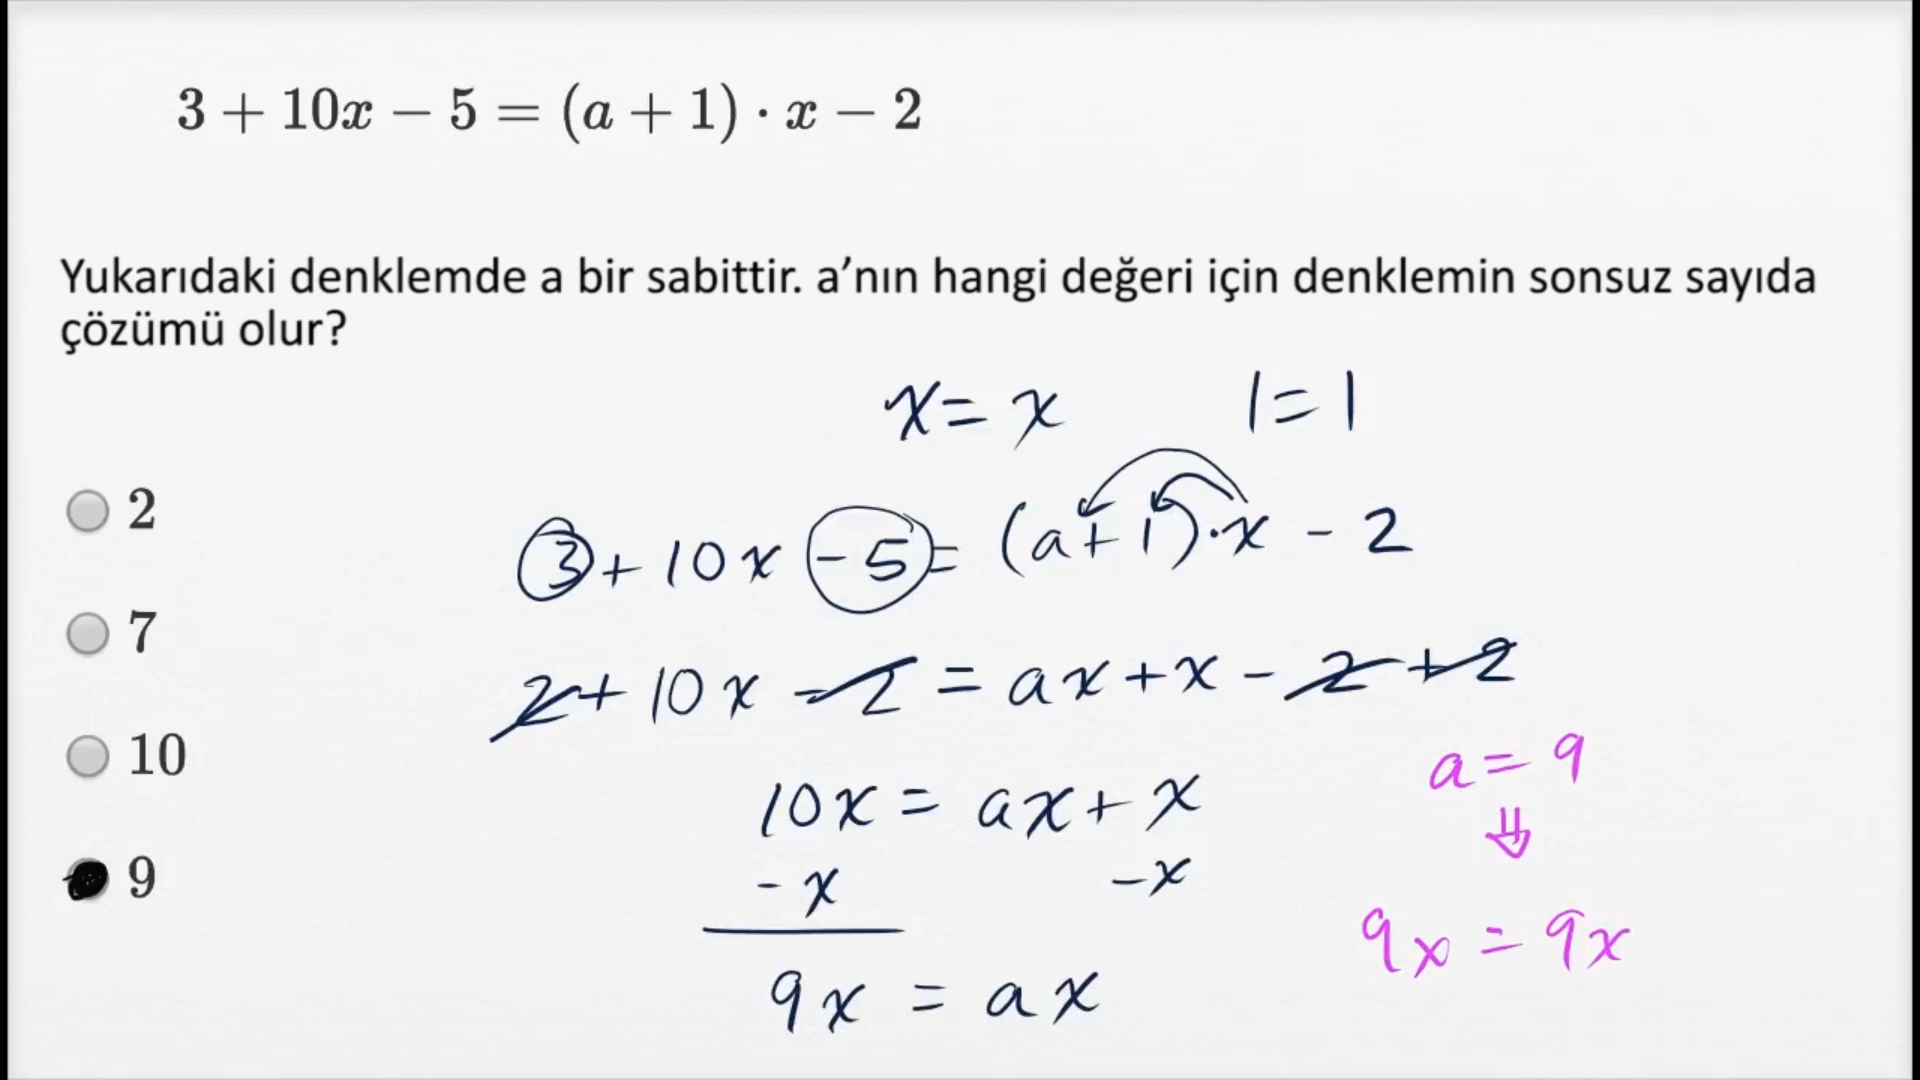 3 + 10x − 5 = (a + 1) · x − 2
Yukarıdaki denklemde a bir sabittir. a’nın hangi değeri için denklemin sonsuz sayıda
çözümü olur?
2
7
10
9
x = x 1 = 1
3 + 10x − 5 = (a + 1) · x − 2
2 + 10x − 2 = ax + x − 2 + 2
10x = ax + x
− x − x
9x = ax
a = 9
⇓
9x = 9x